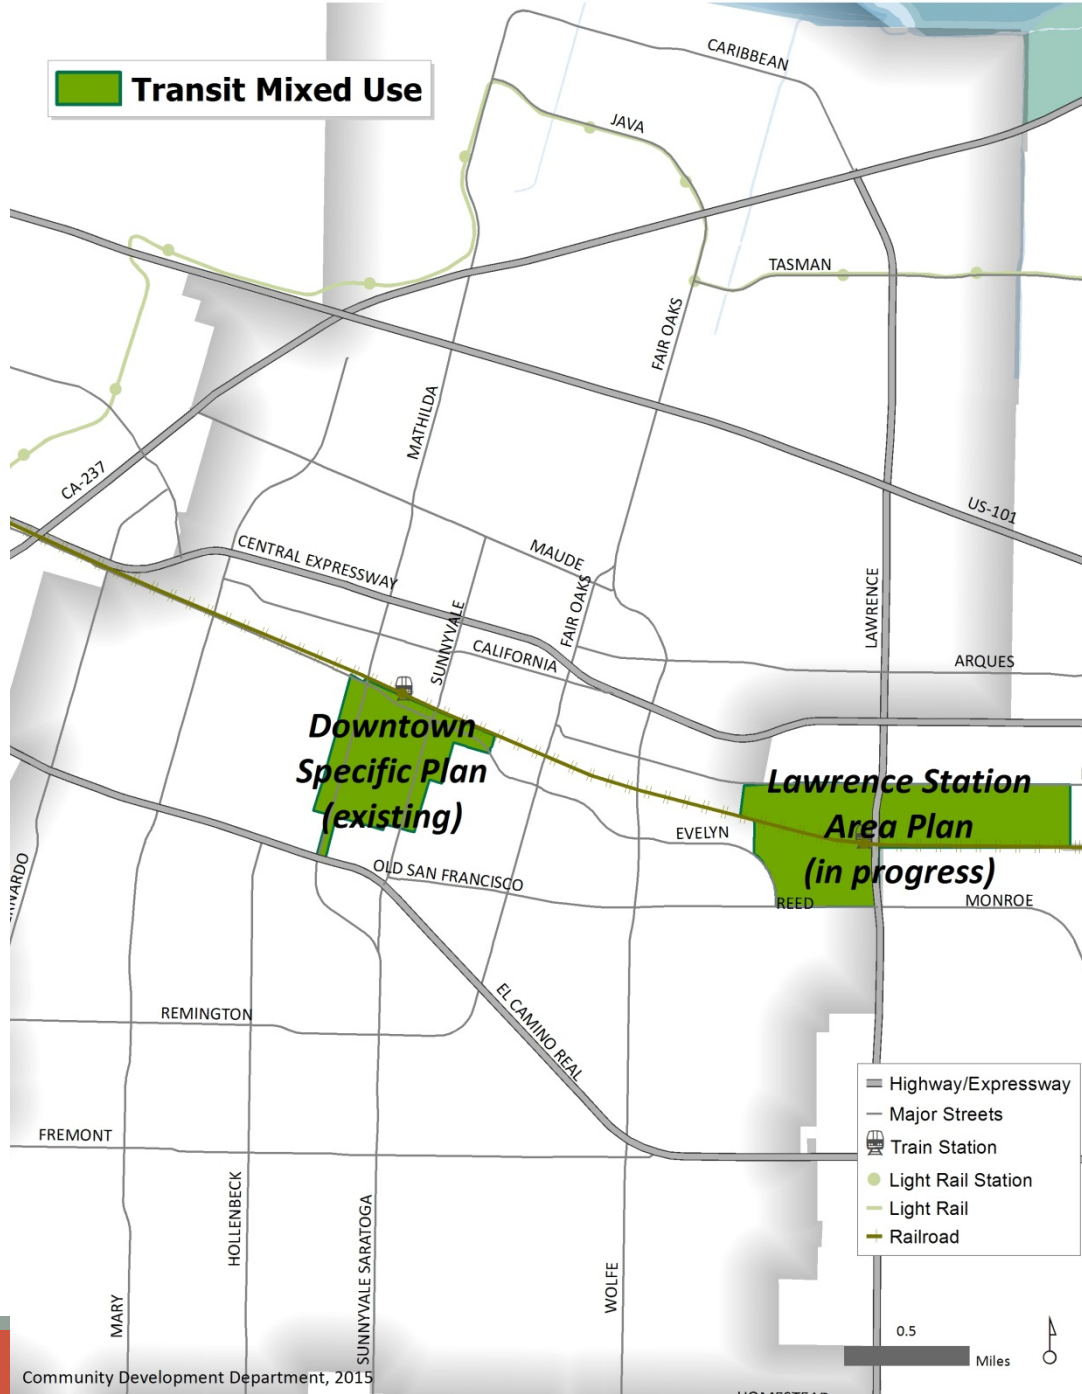 Transit Mixed Use
CARIBBEAN
JAVA
TASMAN
FAIR OAKS
MATHILDA
CA-237
US-101
MAUDE
CENTRAL EXPRESSWAY
FAIR OAKS
LAWRENCE
SUNNYVALE
CALIFORNIA
ARQUES
Downtown
Specific Plan
(existing)
Lawrence Station
Area Plan
(in progress)
EVELYN
OLD SAN FRANCISCO
REED
MONROE
RNARDO
EL CAMINO REAL
REMINGTON
FREMONT
HOLLENBECK
SUNNYVALE SARATOGA
WOLFE
MARY
Highway/Expressway
Major Streets
Train Station
Light Rail Station
Light Rail
Railroad
0.5
Miles
Community Development Department, 2015